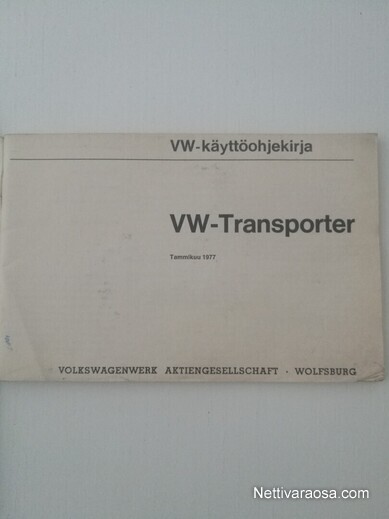 VW-käyttöohjekirja
VW-Transporter
Tammikuu 1977
VOLKSWAGENWERK AKTIENGESELLSCHAFT · WOLFSBURG
Nettivaraosa.com